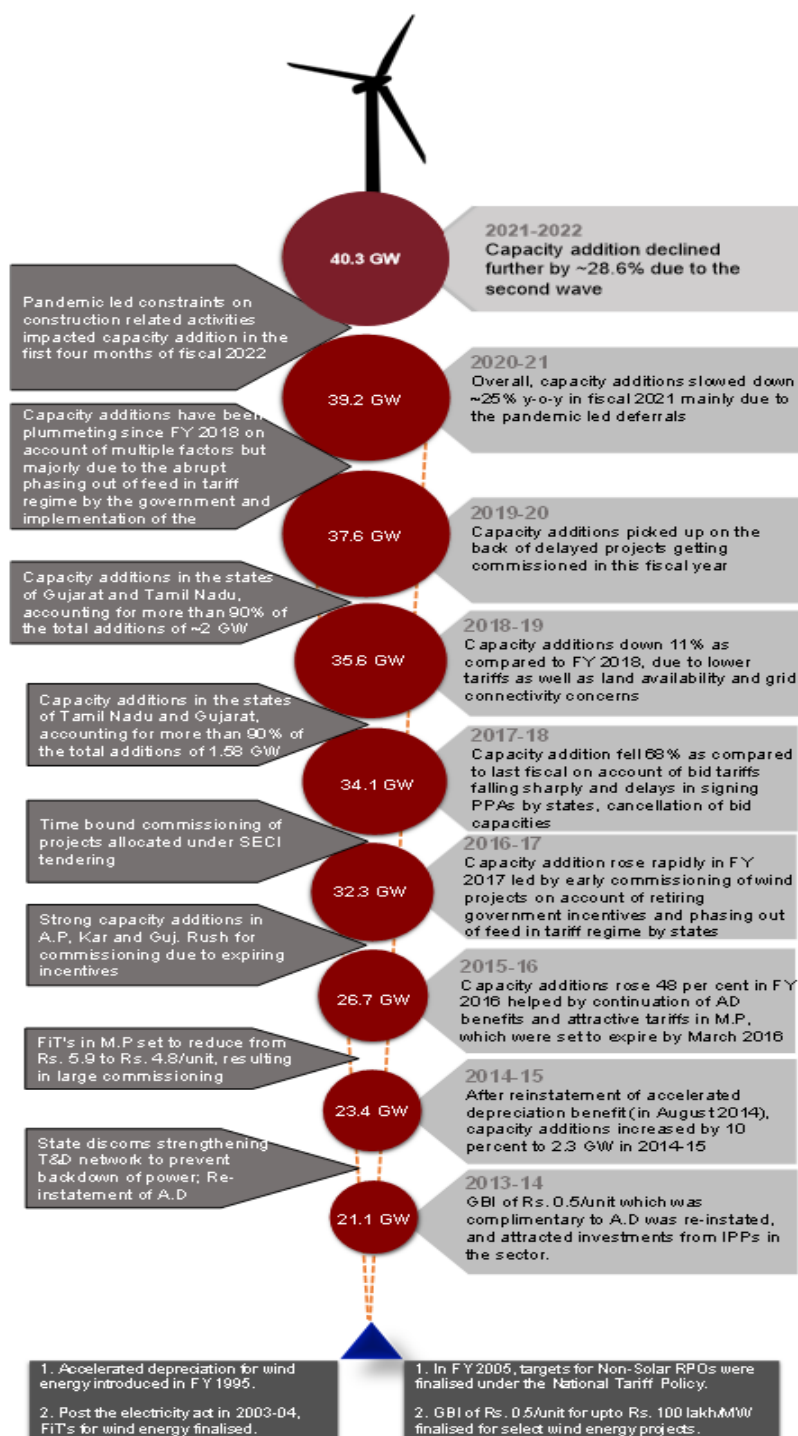 40.3 GW
2021-2022
Capacity addition declined
further by ~28.6% due to the
second wave
Pandemic led constraints on
construction related activities
impacted capacity addition in the
first four months of fiscal 2022
39.2 GW
2020-21
Overall, capacity additions slowed down
~25% y-o-y in fiscal 2021 mainly due to
the pandemic led deferrals
Capacity additions have been
plummeting since FY 2018 on
account of multiple factors but
majorly due to the abrupt
phasing out of feed in tariff
regime by the government and
implementation of the
37.6 GW
2019-20
Capacity additions picked up on the
back of delayed projects getting
commissioned in this fiscal year
Capacity additions in the states
of Gujarat and Tamil Nadu,
accounting for more than 90% of
the total additions of ~2 GW
35.6 GW
2018-19
Capacity additions down 11% as
compared to FY 2018, due to lower
tariffs as well as land availability and grid
connectivity concerns
Capacity additions in the states
of Tamil Nadu and Gujarat,
accounting for more than 90% of
the total additions of 1.58 GW
34.1 GW
2017-18
Capacity addition fell 68% as compared
to last fiscal on account of bid tariffs
falling sharply and delays in signing
PPAs by states, cancellation of bid
capacities
Time bound commissioning of
projects allocated under SECI
tendering
32.3 GW
2016-17
Capacity addition rose rapidly in FY
2017 led by early commissioning of wind
projects on account of retiring
government incentives and phasing out
of feed in tariff regime by states
Strong capacity additions in
A.P, Kar and Guj. Rush for
commissioning due to expiring
incentives
26.7 GW
2015-16
Capacity additions rose 48 per cent in FY
2016 helped by continuation of AD
benefits and attractive tariffs in M.P,
which were set to expire by March 2016
FiT's in M.P set to reduce from
Rs. 5.9 to Rs. 4.8/unit, resulting
in large commissioning
23.4 GW
2014-15
After reinstatement of accelerated
depreciation benefit (in August 2014),
capacity additions increased by 10
percent to 2.3 GW in 2014-15
State discoms strengthening
T&D network to prevent
backdown of power; Re-
instatement of A.D
21.1 GW
2013-14
GBI of Rs. 0.5/unit which was
complimentary to A.D was re-instated,
and attracted investments from IPPs in
the sector.
1. Accelerated depreciation for wind
energy introduced in FY 1995.
2. Post the electricity act in 2003-04,
FiT's for wind energy finalised.
1. In FY 2005, targets for Non-Solar RPOs were
finalised under the National Tariff Policy.
2. GBI of Rs. 0.5/unit for upto Rs. 100 lakh/MW
finalised for select wind energy projects.